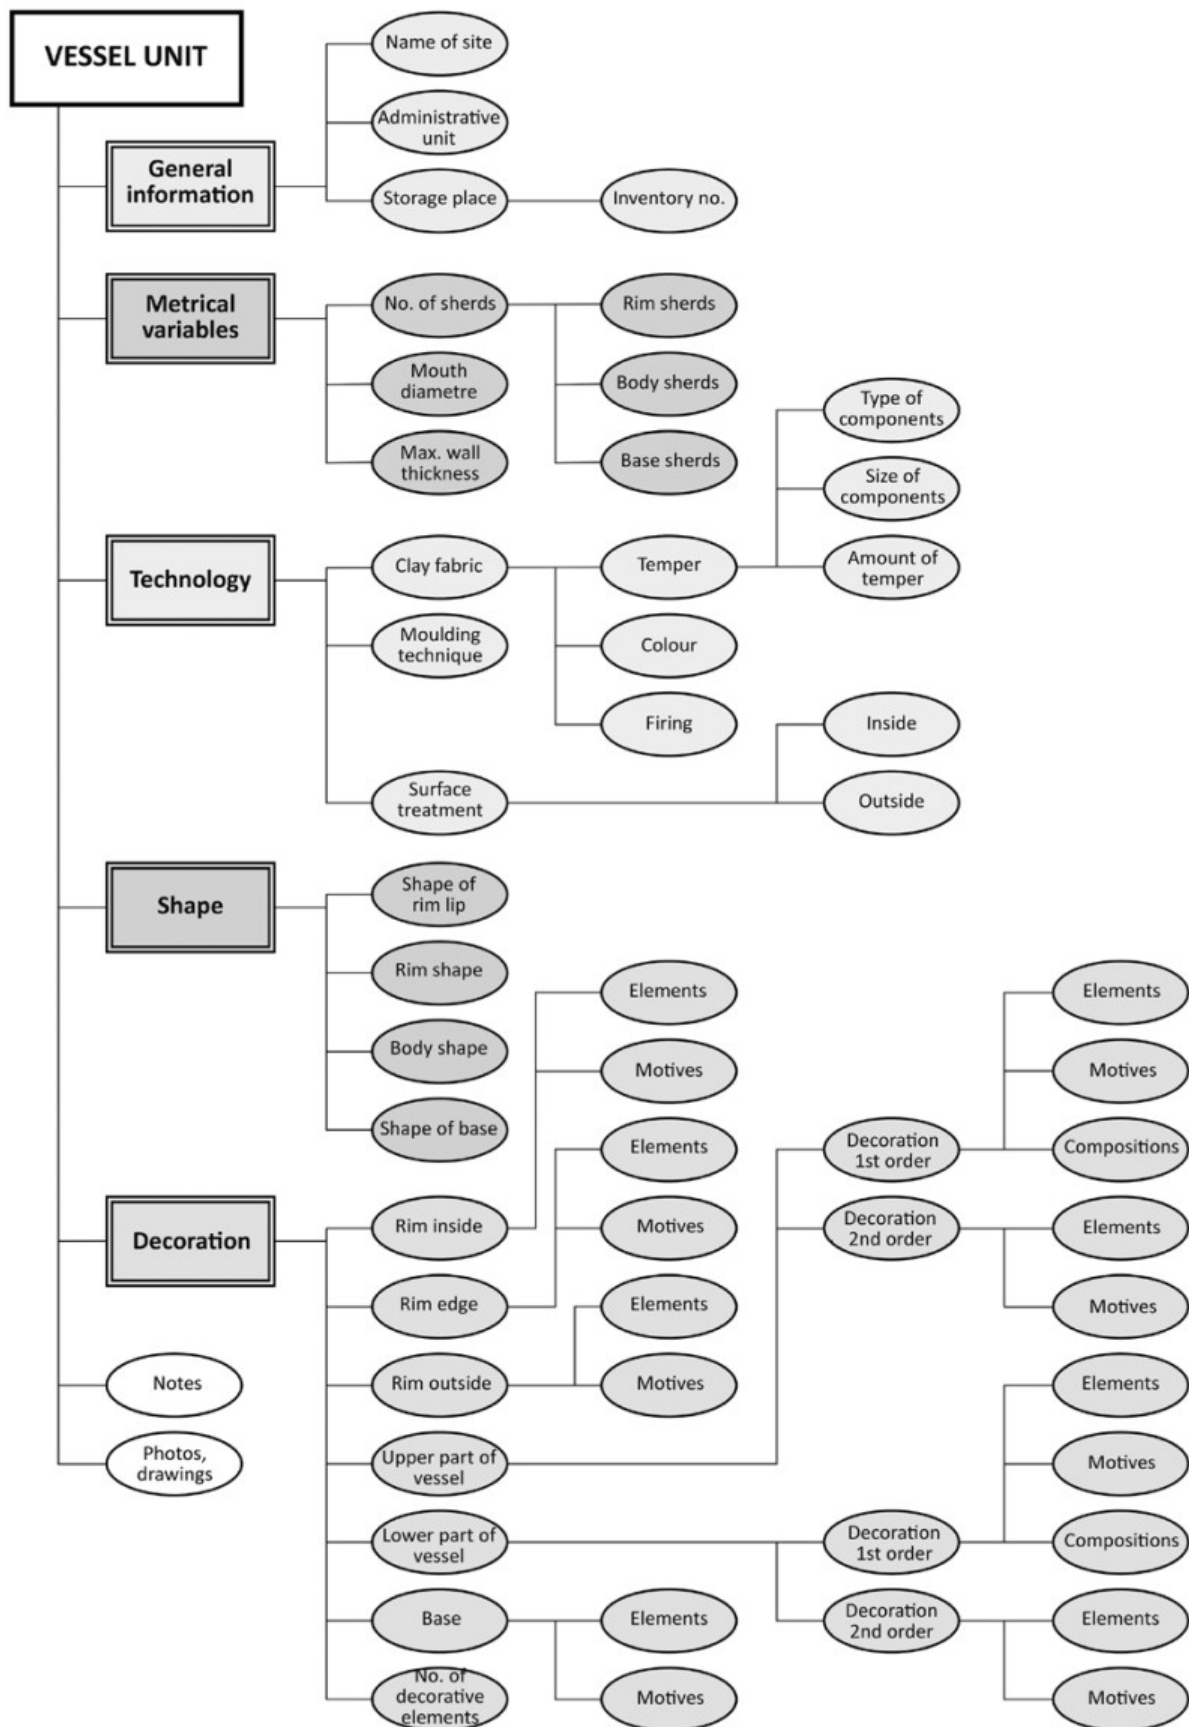 VESSEL UNIT
Name of site
Administrative
unit
General
information
Storage place
Inventory no.
Metrical
variables
No. of sherds
Rim sherds
Mouth
diametre
Body sherds
Max. wall
thickness
Base sherds
Type of
components
Size of
components
Technology
Clay fabric
Temper
Amount of
temper
Moulding
technique
Colour
Firing
Inside
Surface
treatment
Outside
Shape
Shape of
rim lip
Rim shape
Body shape
Shape of base
Elements
Motives
Elements
Motives
Decoration
1st order
Compositions
Elements
Decoration
Rim inside
Motives
Decoration
2nd order
Elements
Rim edge
Elements
Motives
Notes
Rim outside
Motives
Elements
Photos,
drawings
Upper part of
vessel
Motives
Lower part of
vessel
Decoration
1st order
Compositions
Base
Elements
Decoration
2nd order
Elements
No. of
decorative
elements
Motives
Motives